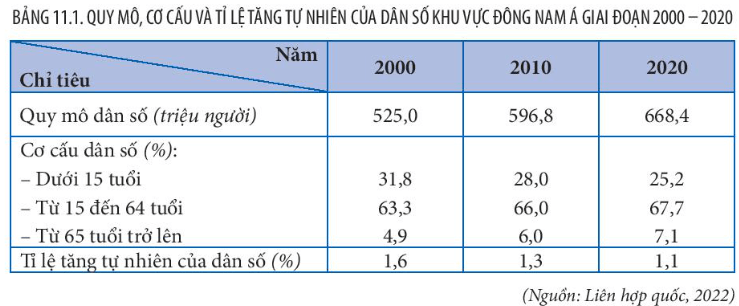 BẢNG 11.1. QUY MÔ, CƠ CẤU VÀ TỈ LỆ TĂNG TỰ NHIÊN CỦA DÂN SỐ KHU VỰC ĐÔNG NAM Á GIAI ĐOẠN 2000 – 2020
Năm
Chỉ tiêu 2000 2010 2020
Quy mô dân số (triệu người) 525,0 596,8 668,4
Cơ cấu dân số (%):
– Dưới 15 tuổi 31,8 28,0 25,2
– Từ 15 đến 64 tuổi 63,3 66,0 67,7
– Từ 65 tuổi trở lên 4,9 6,0 7,1
Tỉ lệ tăng tự nhiên của dân số (%) 1,6 1,3 1,1
(Nguồn: Liên hợp quốc, 2022)